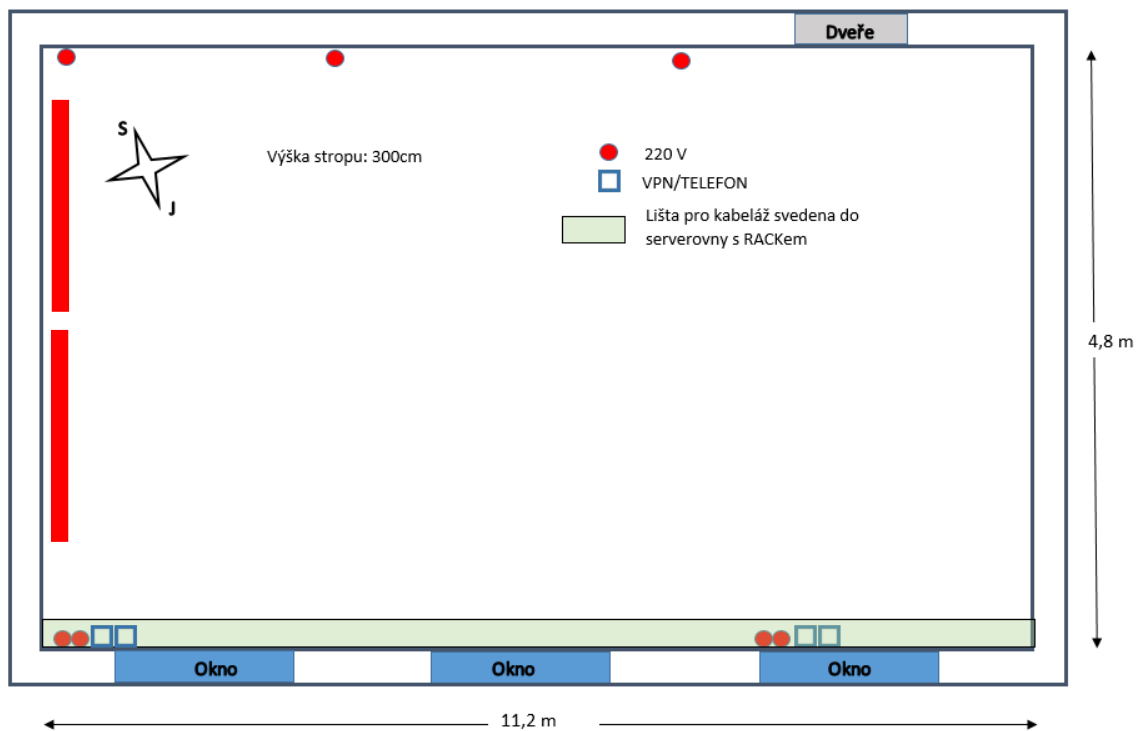 Dveře
S
J
Výška stropu: 300cm
220 V
VPN/TELEFON
Lišta pro kabeláž svedena do
serverovny s RACKem
4,8 m
Okno
Okno
Okno
11,2 m